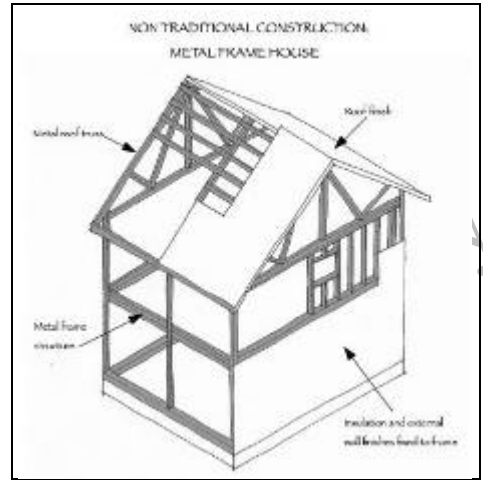 NON TRADITIONAL CONSTRUCTION:
METAL FRAME HOUSE
Roof finish
Metal roof truss
Metal frame
structure
Insulation and external
wall finishes fixed to frame